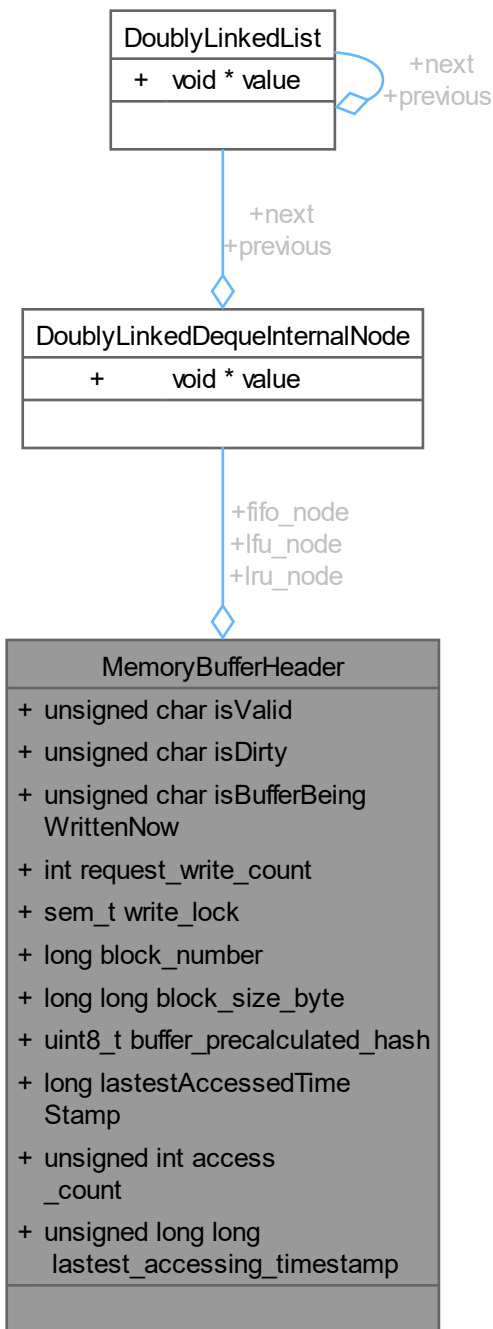 DoublyLinkedList
+ void * value
+next
+previous
+next
+previous
DoublyLinkedDequeInternalNode
+ void * value
+fifo_node
+lfu_node
+lru_node
MemoryBufferHeader
+ unsigned char isValid
+ unsigned char isDirty
+ unsigned char isBufferBeing
WrittenNow
+ int request_write_count
+ sem_t write_lock
+ long block_number
+ long long block_size_byte
+ uint8_t buffer_precalculated_hash
+ long lastestAccessedTime
Stamp
+ unsigned int access
_count
+ unsigned long long
lastest_accessing_timestamp